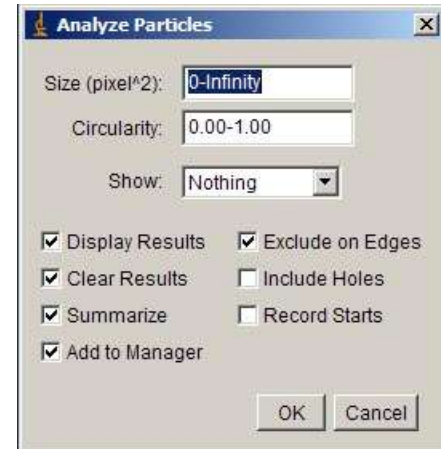 Analyze Particles
Size (pixel^2): 0-Infinity
Circularity: 0.00-1.00
Show: Nothing
Display Results Exclude on Edges
Clear Results Include Holes
Summarize Record Starts
Add to Manager
OK Cancel